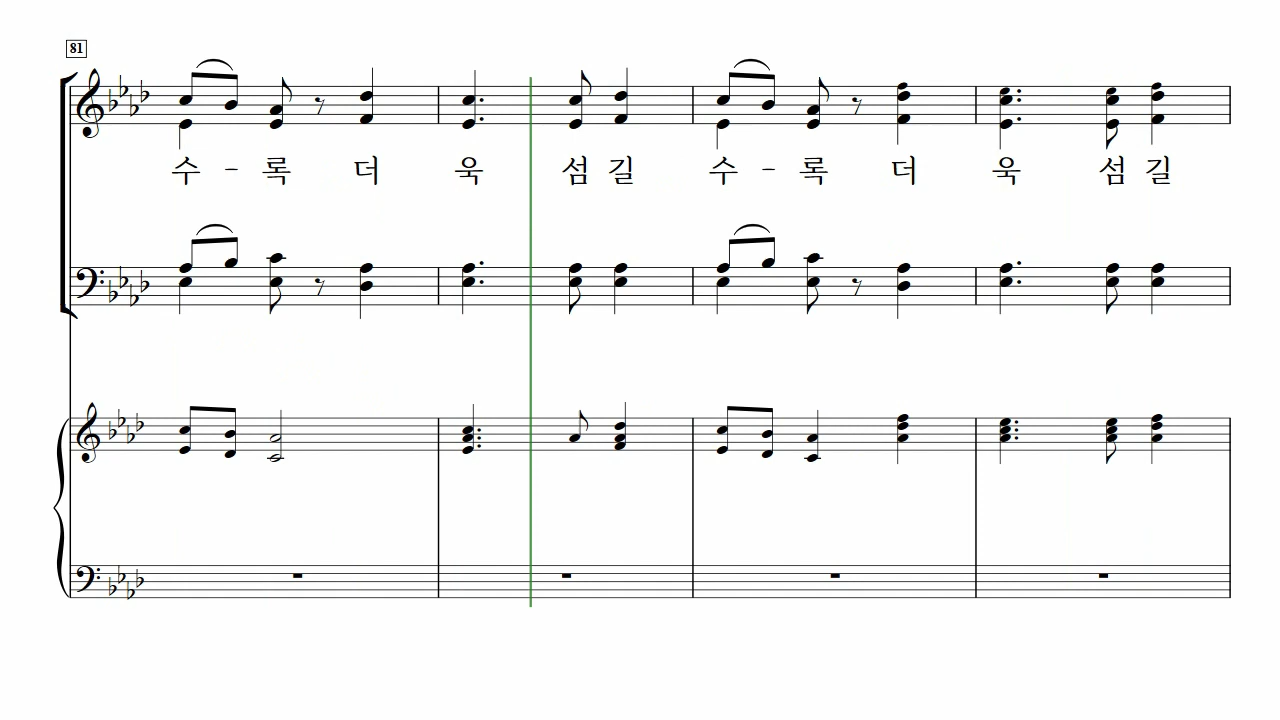 81
수 - 록 더 욱 섬 길 수 - 록 더 욱 섬 길